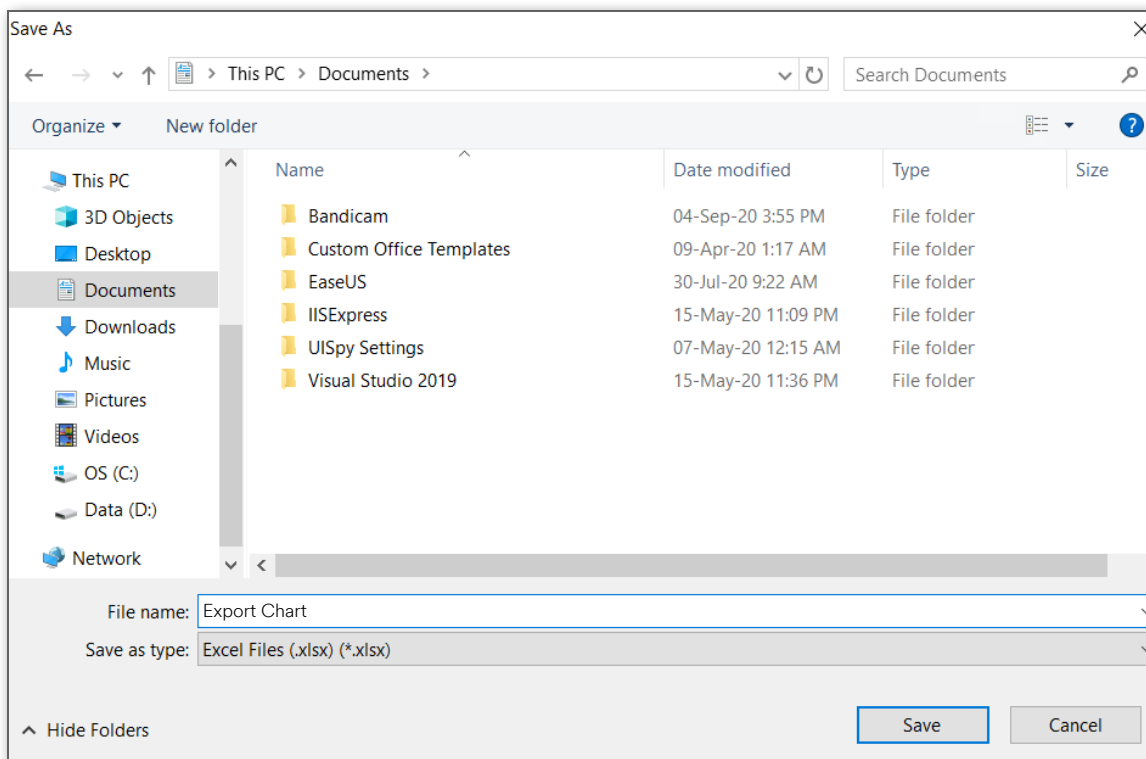 Save As
This PC > Documents >
Search Documents
Organize
New folder
?
This PC
3D Objects
Desktop
Documents
Downloads
Music
Pictures
Videos
OS (C:)
Data (D:)
Network
Name Date modified Type Size
Bandicam 04-Sep-20 3:55 PM File folder
Custom Office Templates 09-Apr-20 1:17 AM File folder
EaseUS 30-Jul-20 9:22 AM File folder
IISExpress 15-May-20 11:09 PM File folder
UISpy Settings 07-May-20 12:15 AM File folder
Visual Studio 2019 15-May-20 11:36 PM File folder
File name: Export Chart
Save as type: Excel Files (.xlsx) (*.xlsx)
Hide Folders
Save
Cancel